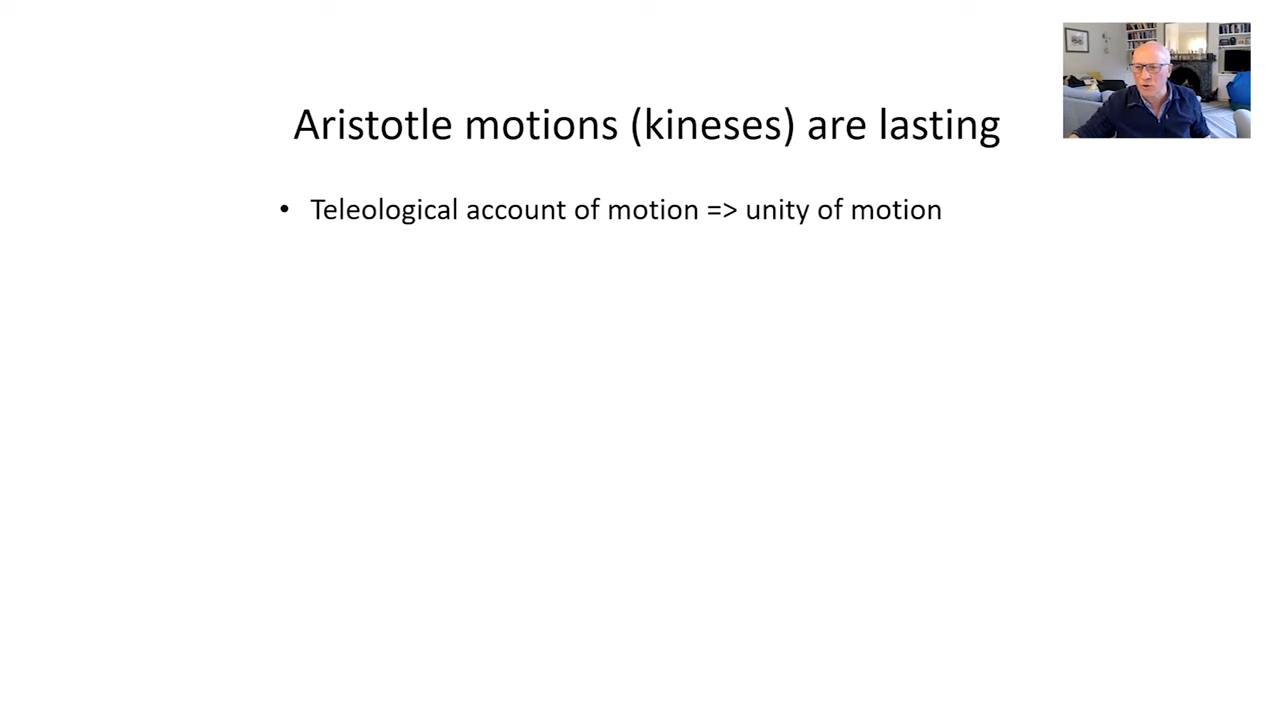 Aristotle motions (kineses) are lasting
• Teleological account of motion => unity of motion